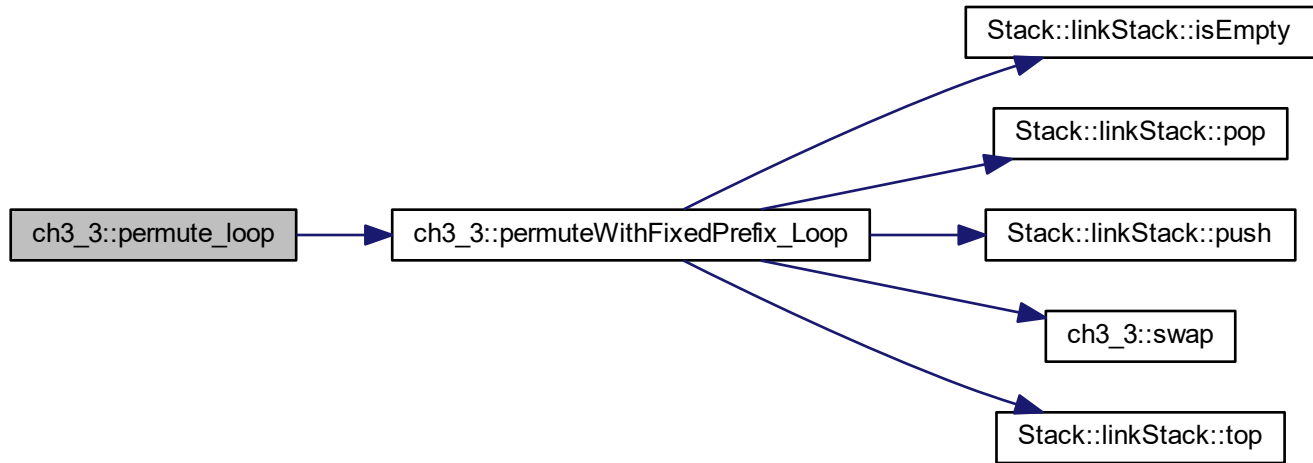 Stack::linkStack::isEmpty
Stack::linkStack::pop
ch3_3::permute_loop
ch3_3::permuteWithFixedPrefix_Loop
Stack::linkStack::push
ch3_3::swap
Stack::linkStack::top